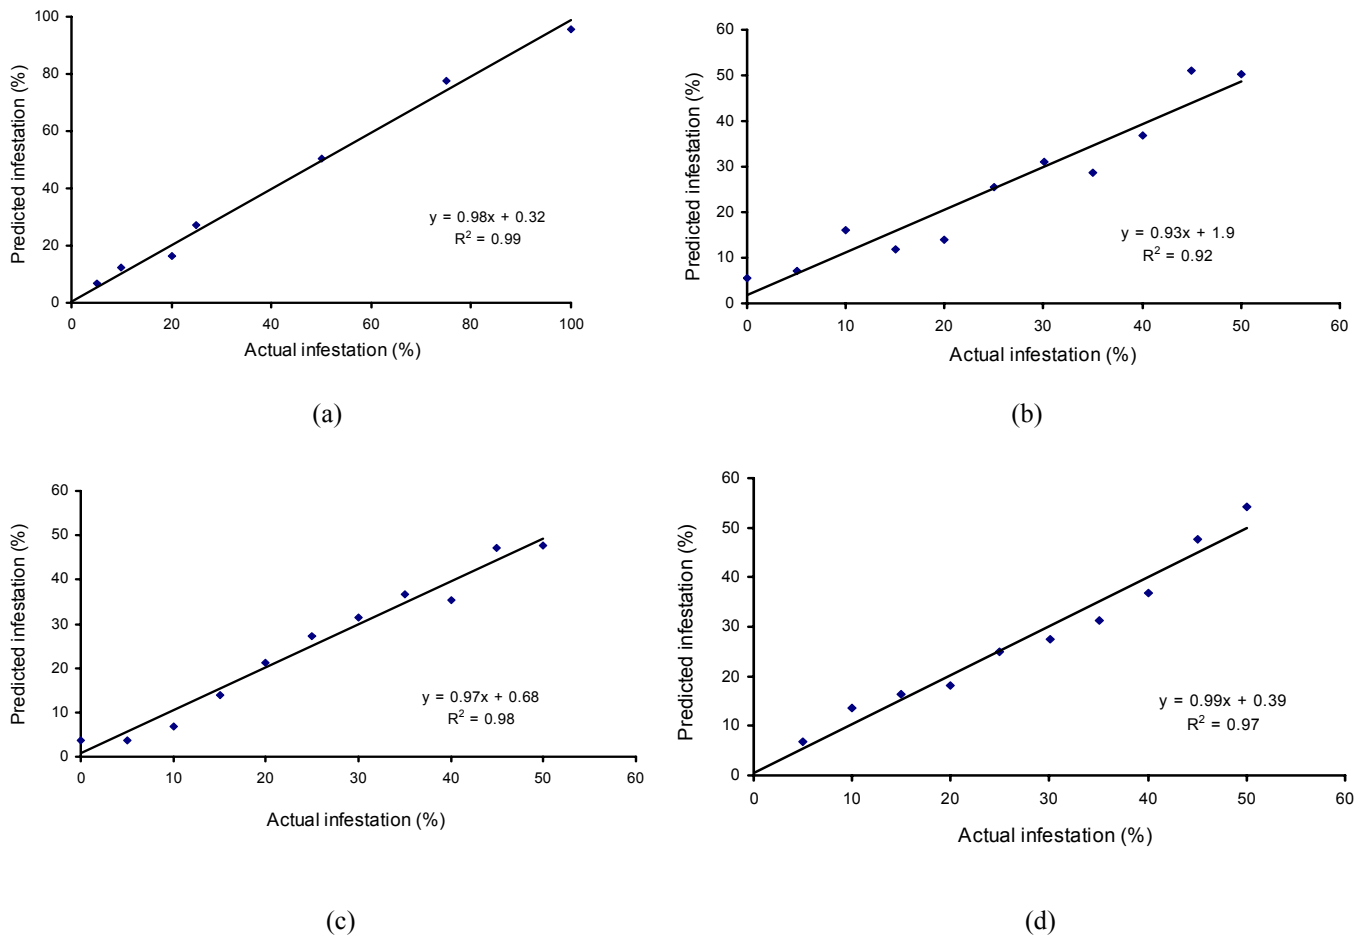 100
80
60
40
20
0
Predicted infestation (%)
y = 0.98x + 0.32
R² = 0.99
0 20 40 60 80 100
Actual infestation (%)
(a)
60
50
40
30
20
10
0
Predicted infestation (%)
y = 0.93x + 1.9
R² = 0.92
0 10 20 30 40 50 60
Actual infestation (%)
(b)
60
50
40
30
20
10
0
Predicted infestation (%)
y = 0.97x + 0.68
R² = 0.98
0 10 20 30 40 50 60
Actual infestation (%)
(c)
60
50
40
30
20
10
0
Predicted infestation (%)
y = 0.99x + 0.39
R² = 0.97
0 10 20 30 40 50 60
Actual infestation (%)
(d)